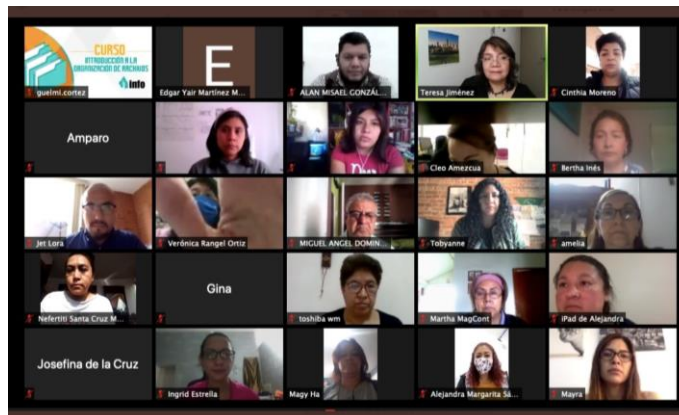 CURSO
INTRODUCCIÓN A LA
ORGANIZACIÓN DE ARCHIVOS
info
guelmi.cortez
E
Edgar Yair Martínez M...
ALAN MISAEL GONZÁL...
Teresa Jiménez
Cinthia Moreno
Amparo
Cleo Amezcua
Bertha Inés
Jet Lora
Verónica Rangel Ortiz
MIGUEL ANGEL DOMIN...
Tobyanne
amelia
Nefertiti Santa Cruz M...
Gina
toshiba wm
Martha MagCont
iPad de Alejandra
Josefina de la Cruz
Ingrid Estrella
Magy Ha
Alejandra Margarita Sá...
Mayra